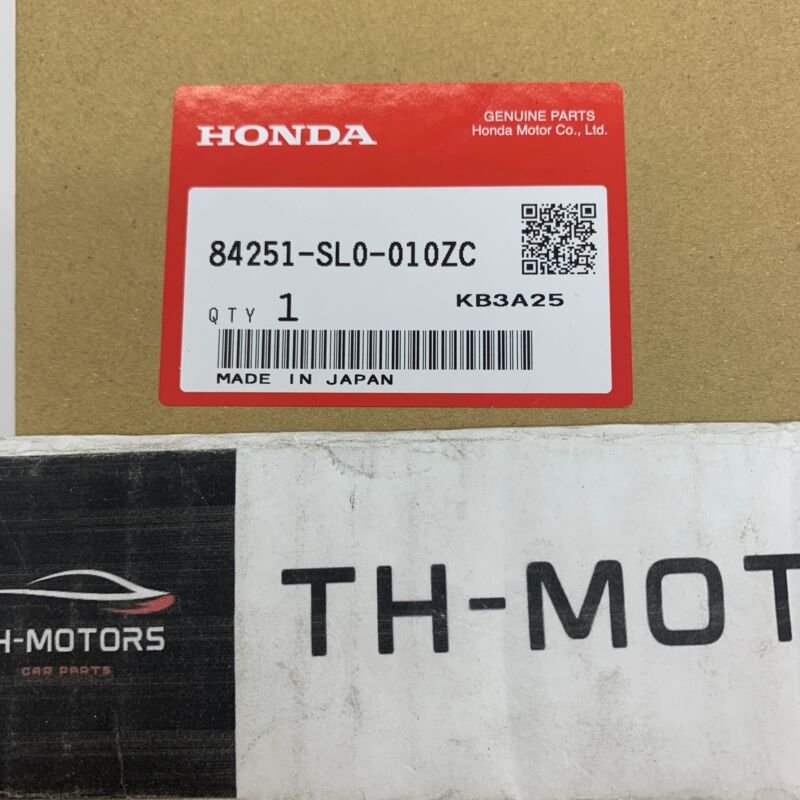 HONDA
GENUINE PARTS
Honda Motor Co., Ltd.
84251-SL0-010ZC
QTY 1
KB3A25
MADE IN JAPAN
TH-MOT
H-MOTORS
CAR PARTS